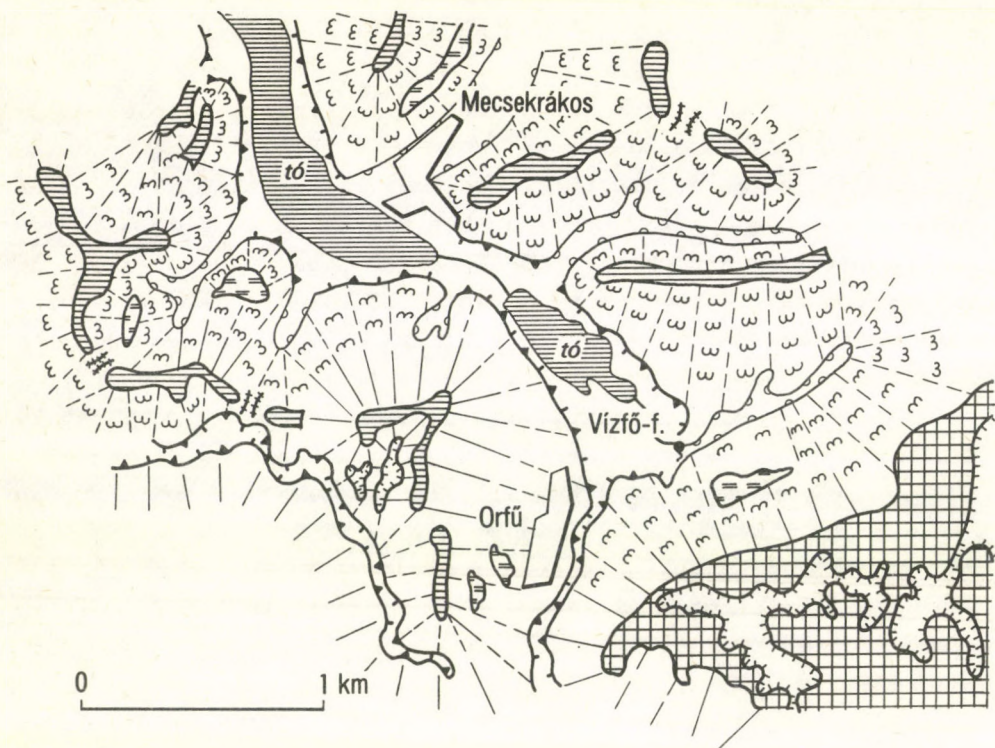 Mecsekrákos
tó
tó
Vízfő-f.
Orfű
0 1 km